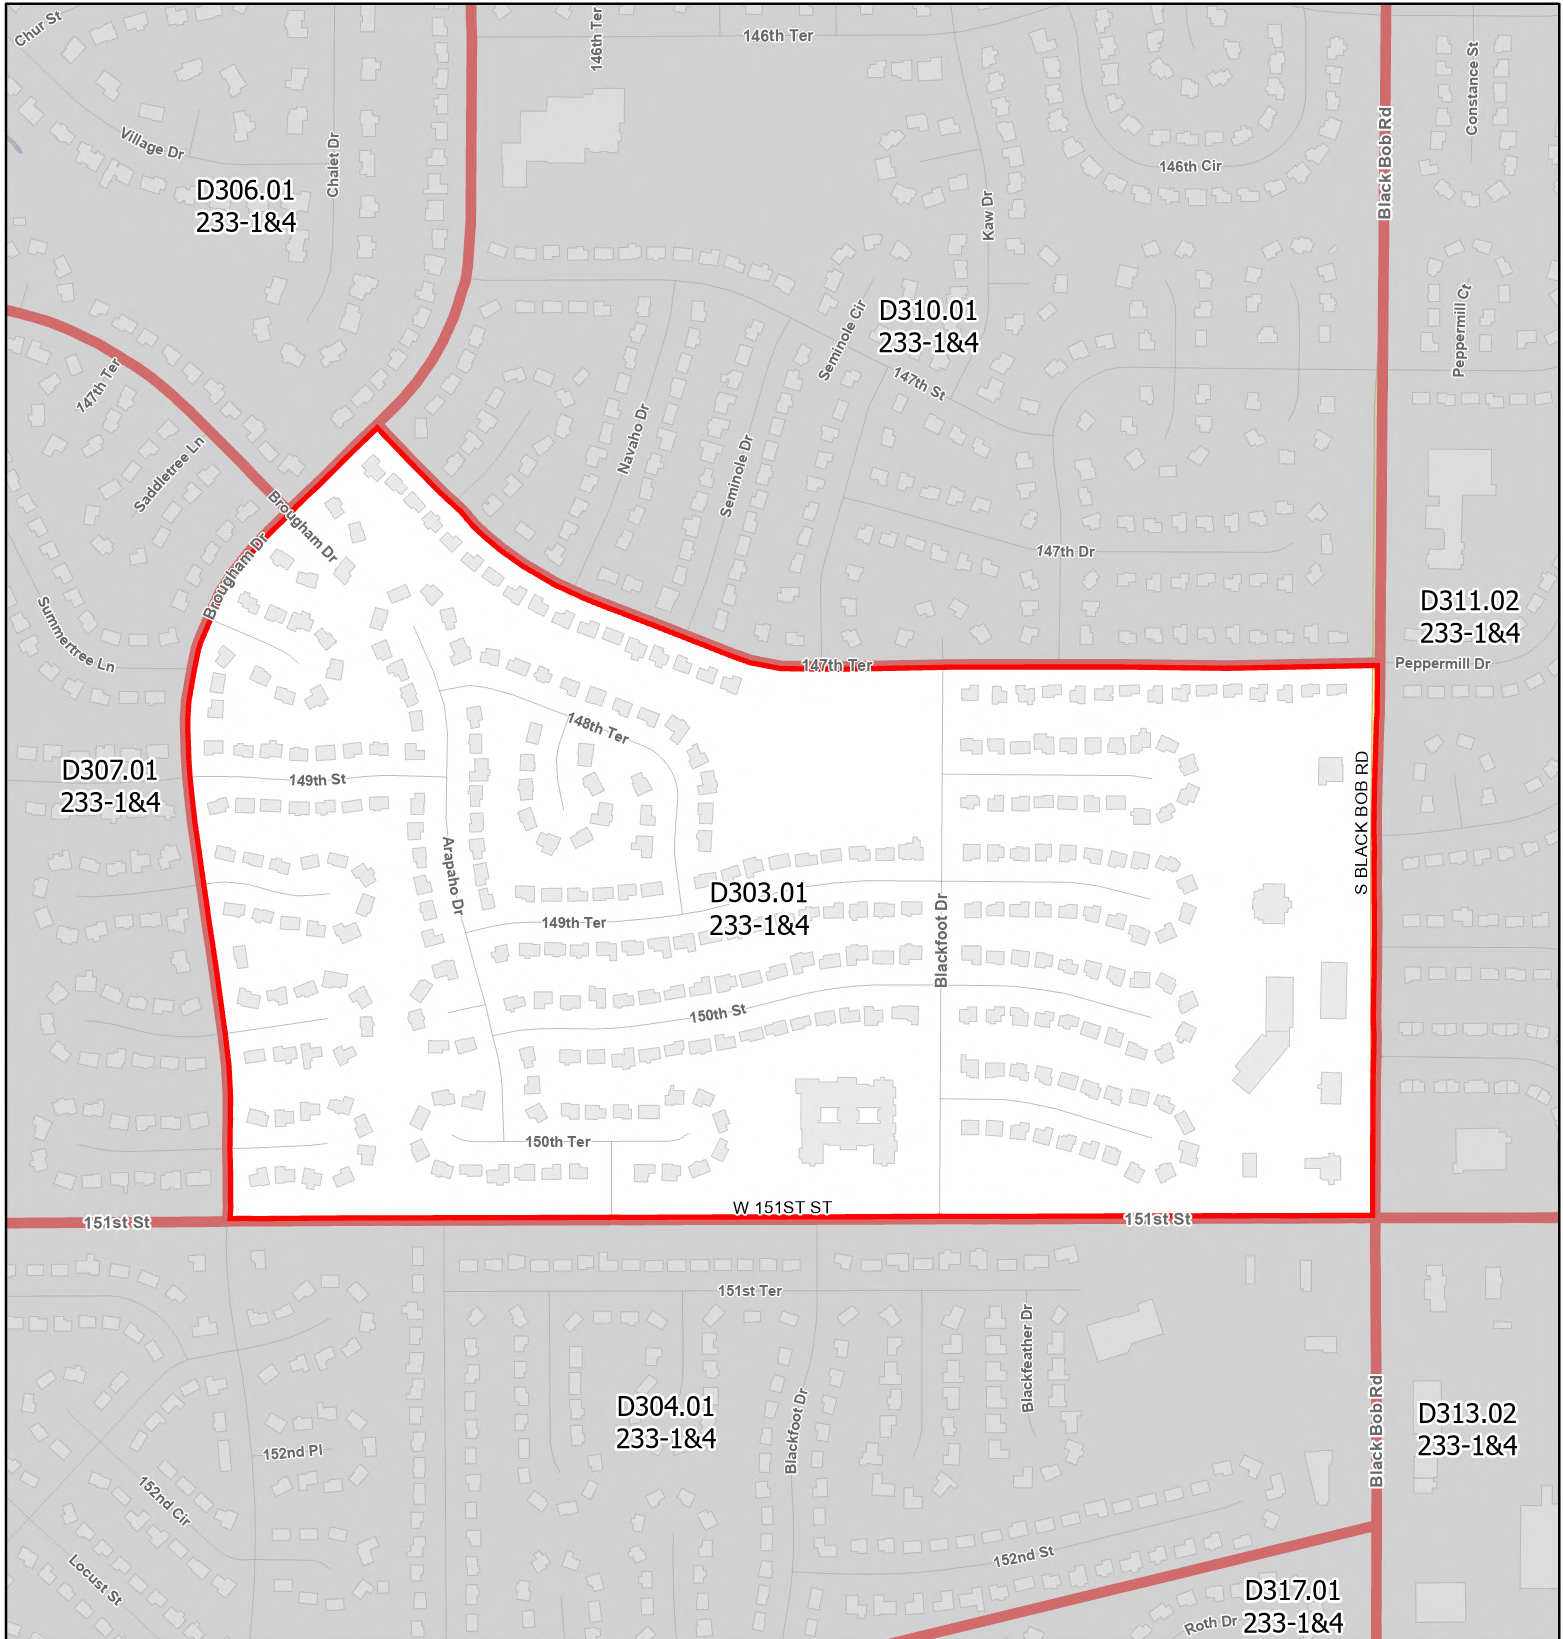 Chur St
146th Ter
146th Ter
Constance St
Black Bob Rd
Village Dr
Chalet Dr
146th Cir
D306.01
233-1&4
Kaw Dr
D310.01
233-1&4
Seminole Cir
Peppermill Ct
147th Ter
147th St
Navaho Dr
Saddletree Ln
Seminole Dr
Brougham Dr
Brougham Dr
147th Dr
Summertree Ln
D311.02
233-1&4
147th Ter
Peppermill Dr
148th Ter
D307.01
233-1&4
149th St
S BLACK BOB RD
Arapaho Dr
D303.01
233-1&4
149th Ter
Blackfoot Dr
150th St
150th Ter
W 151ST ST
151st St
151st St
151st Ter
Blackfeather Dr
D304.01
233-1&4
Blackfoot Dr
Black Bob Rd
D313.02
233-1&4
152nd Pl
152nd Cir
152nd St
Locust St
D317.01
233-1&4
Roth Dr